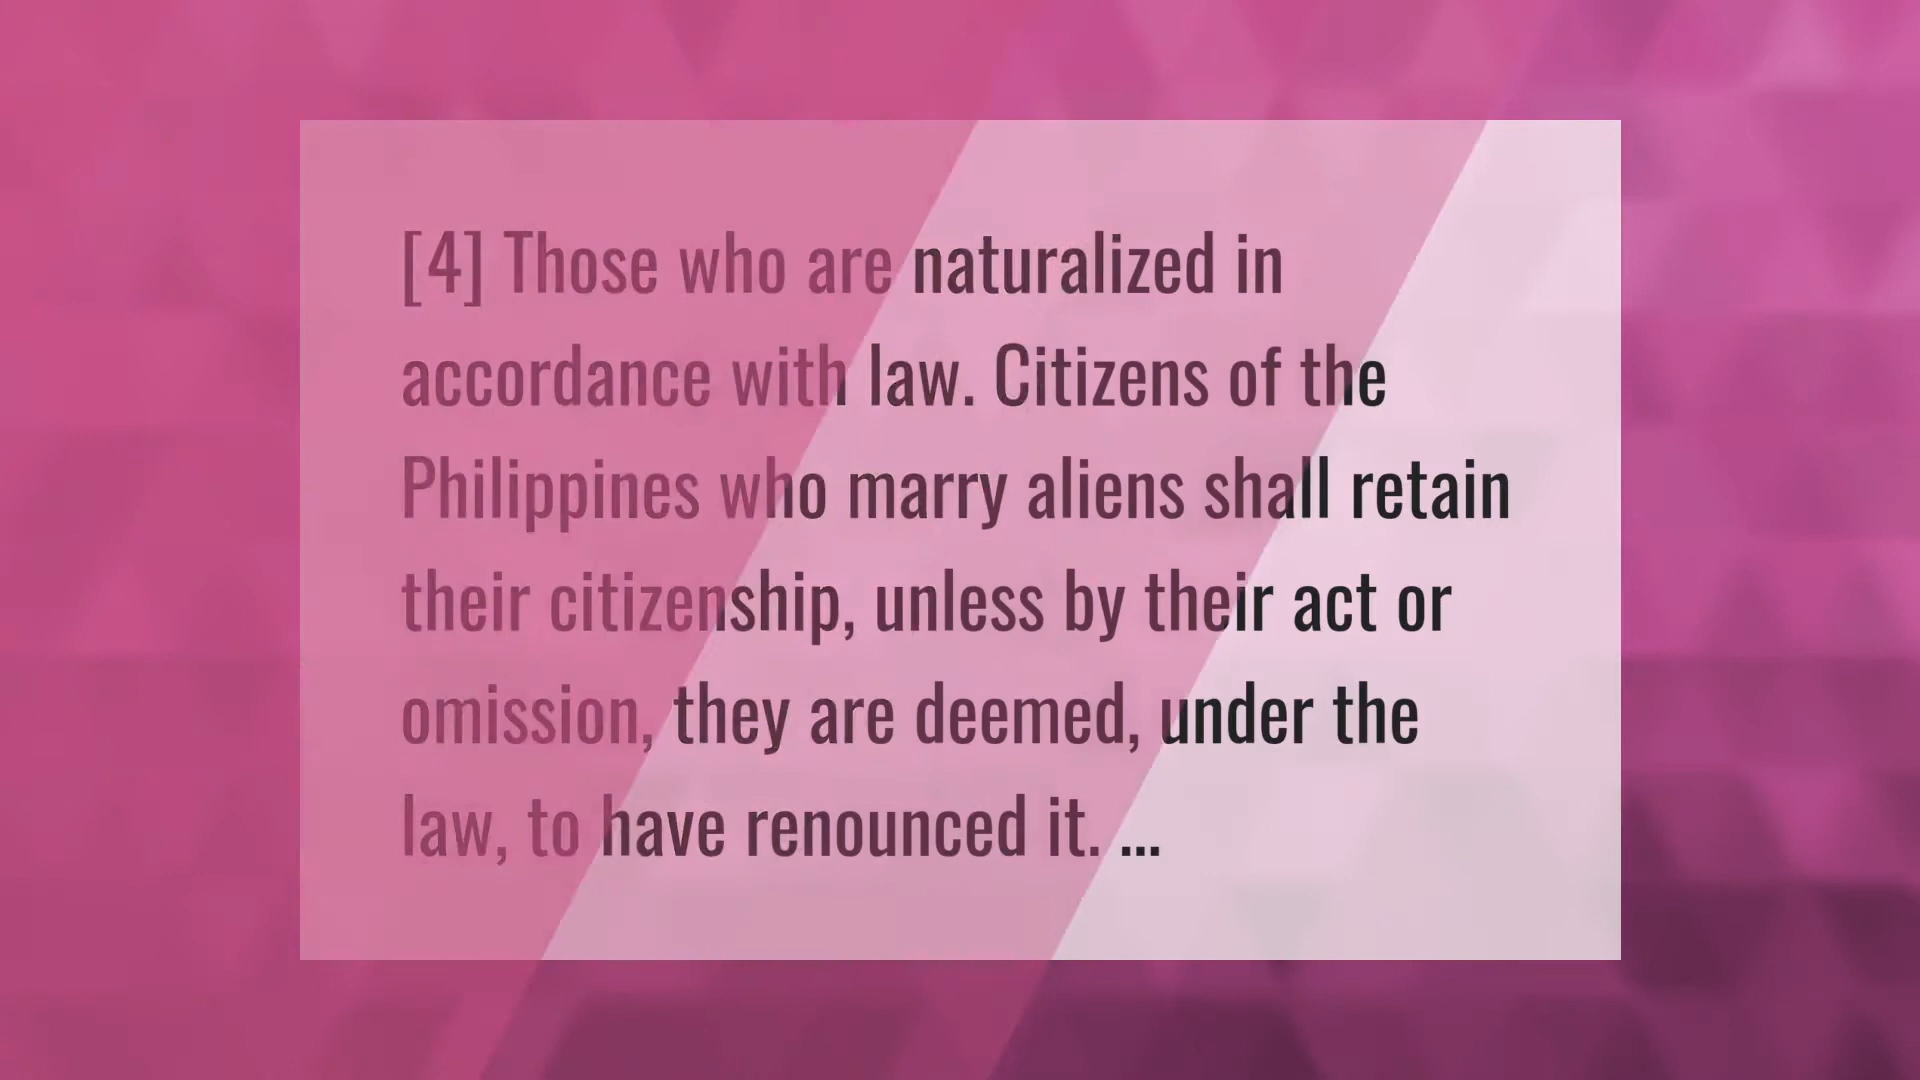 [4] Those who are naturalized in
accordance with law. Citizens of the
Philippines who marry aliens shall retain
their citizenship, unless by their act or
omission, they are deemed, under the
law, to have renounced it. ...